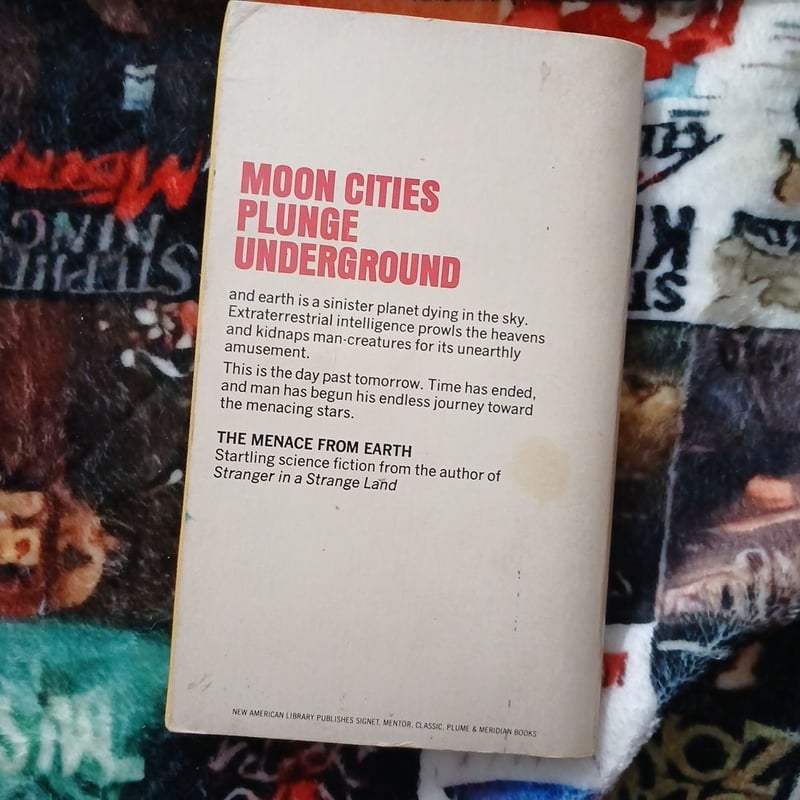 MOON CITIES
PLUNGE
UNDERGROUND
and earth is a sinister planet dying in the sky.
Extraterrestrial intelligence prowls the heavens
and kidnaps man-creatures for its unearthly
amusement.
This is the day past tomorrow. Time has ended,
and man has begun his endless journey toward
the menacing stars.
THE MENACE FROM EARTH
Startling science fiction from the author of
Stranger in a Strange Land
NEW AMERICAN LIBRARY PUBLISHES SIGNET, MENTOR, CLASSIC, PLUME & MERIDIAN BOOKS
STEPHEN
KING